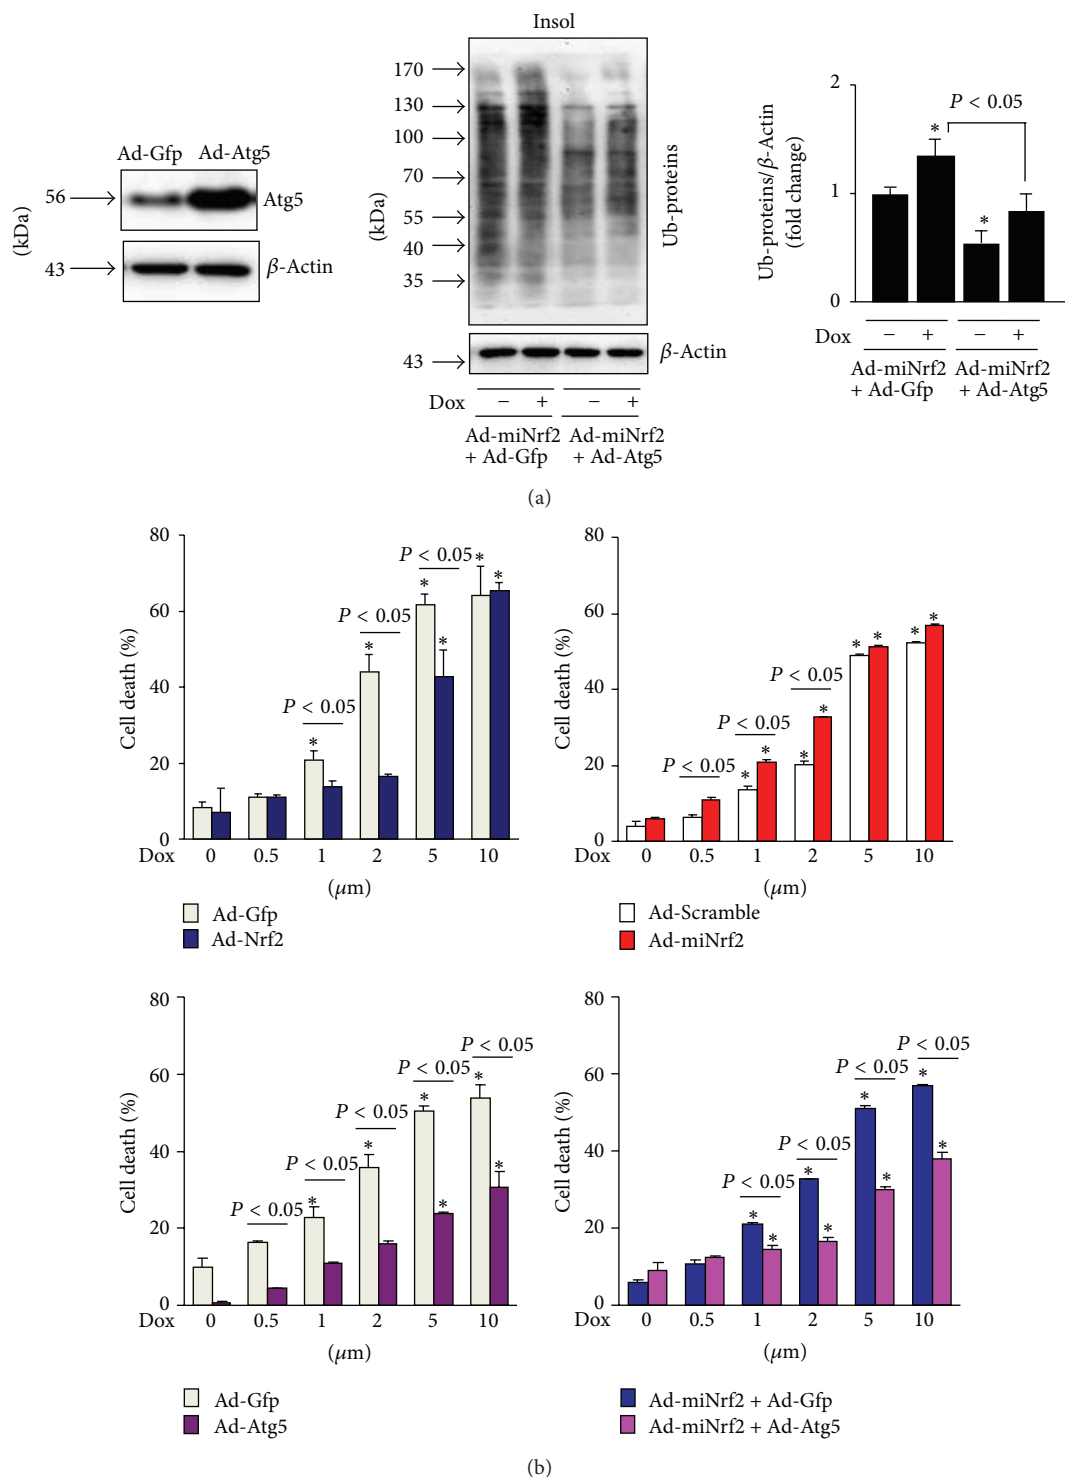 Ad-Gfp Ad-Atg5
(kDa)
56
Atg5
43
β-Actin
Insol
170
130
100
70
55
40
35
(kDa)
Ub-proteins
43
β-Actin
Dox − + − +
Ad-miNrf2 Ad-miNrf2
+ Ad-Gfp + Ad-Atg5
Ub-proteins/β-Actin
(fold change)
2
1
0
*
*
P < 0.05
Dox − + − +
Ad-miNrf2 Ad-miNrf2
+ Ad-Gfp + Ad-Atg5
(a)
Cell death (%)
80
60
40
20
0
*
P < 0.05
*
P < 0.05
*
*
P < 0.05
*
*
Dox 0 0.5 1 2 5 10
(μm)
Ad-Gfp
Ad-Nrf2
Cell death (%)
80
60
40
20
0
P < 0.05
*
*
P < 0.05
*
*
P < 0.05
*
*
*
*
Dox 0 0.5 1 2 5 10
(μm)
Ad-Scramble
Ad-miNrf2
Cell death (%)
80
60
40
20
0
P < 0.05
*
P < 0.05
*
P < 0.05
*
*
P < 0.05
*
*
P < 0.05
Dox 0 0.5 1 2 5 10
(μm)
Ad-Gfp
Ad-Atg5
Cell death (%)
80
60
40
20
0
*
*
P < 0.05
*
*
P < 0.05
*
*
P < 0.05
*
*
P < 0.05
Dox 0 0.5 1 2 5 10
(μm)
Ad-miNrf2 + Ad-Gfp
Ad-miNrf2 + Ad-Atg5
(b)